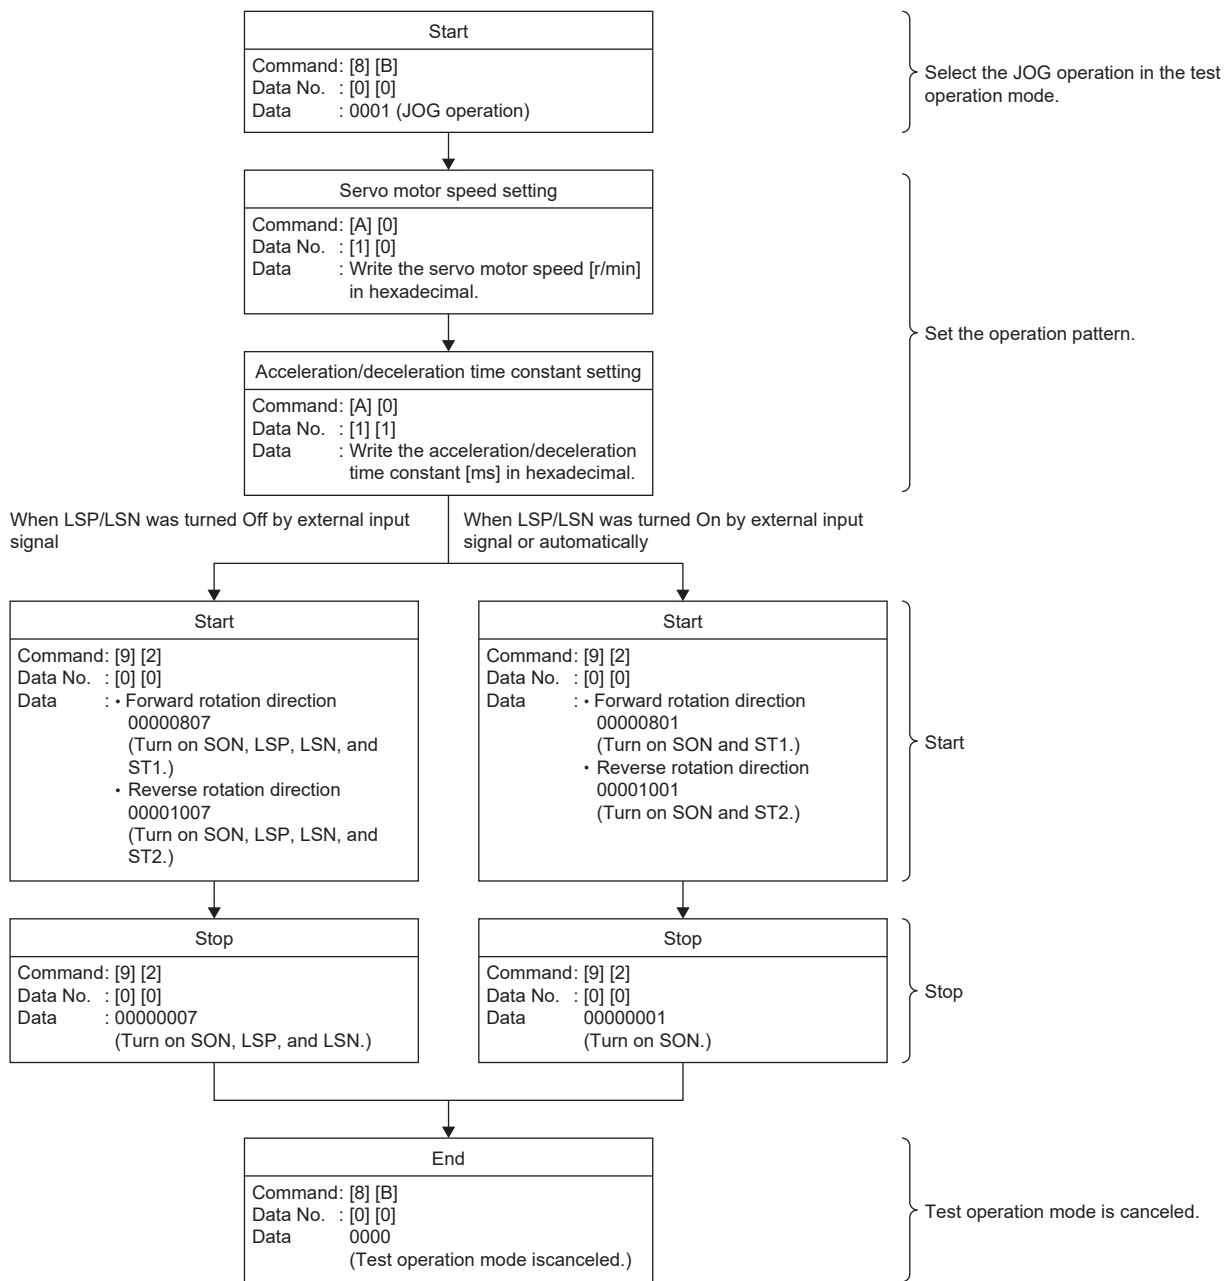 Start
Command: [8] [B]
Data No. : [0] [0]
Data : 0001 (JOG operation)
Select the JOG operation in the test
operation mode.
Servo motor speed setting
Command: [A] [0]
Data No. : [1] [0]
Data : Write the servo motor speed [r/min]
in hexadecimal.
Acceleration/deceleration time constant setting
Command: [A] [0]
Data No. : [1] [1]
Data : Write the acceleration/deceleration
time constant [ms] in hexadecimal.
Set the operation pattern.
When LSP/LSN was turned Off by external input
signal
When LSP/LSN was turned On by external input
signal or automatically
Start
Command: [9] [2]
Data No. : [0] [0]
Data : • Forward rotation direction
00000807
(Turn on SON, LSP, LSN, and
ST1.)
• Reverse rotation direction
00001007
(Turn on SON, LSP, LSN, and
ST2.)
Start
Command: [9] [2]
Data No. : [0] [0]
Data : • Forward rotation direction
00000801
(Turn on SON and ST1.)
• Reverse rotation direction
00001001
(Turn on SON and ST2.)
Start
Stop
Command: [9] [2]
Data No. : [0] [0]
Data : 00000007
(Turn on SON, LSP, and LSN.)
Stop
Command: [9] [2]
Data No. : [0] [0]
Data 00000001
(Turn on SON.)
Stop
End
Command: [8] [B]
Data No. : [0] [0]
Data 0000
(Test operation mode iscanceled.)
Test operation mode is canceled.